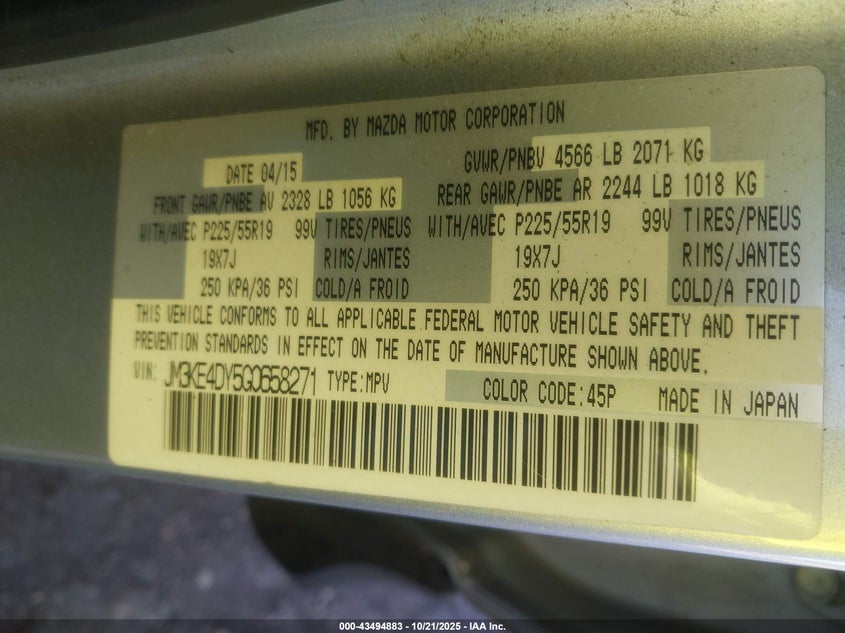 MFD. BY MAZDA MOTOR CORPORATION
DATE 04/15 GVWR/PNBV 4566 LB 2071 KG
FRONT GAWR/PNBE AV 2328 LB 1056 KG REAR GAWR/PNBE AR 2244 LB 1018 KG
WITH/AVEC P225/55R19 99V TIRES/PNEUS WITH/AVEC P225/55R19 99V TIRES/PNEUS
19X7J RIMS/JANTES 19X7J RIMS/JANTES
250 KPA/36 PSI COLD/A FROID 250 KPA/36 PSI COLD/A FROID
THIS VEHICLE CONFORMS TO ALL APPLICABLE FEDERAL MOTOR VEHICLE SAFETY AND THEFT
PREVENTION STANDARDS IN EFFECT ON THE DATE OF MANUFACTURE SHOWN ABOVE.
VIN: JM3KE4DY5G0658271 TYPE:MPV COLOR CODE:45P MADE IN JAPAN
000-43494883 - 10/21/2025 - IAA Inc.